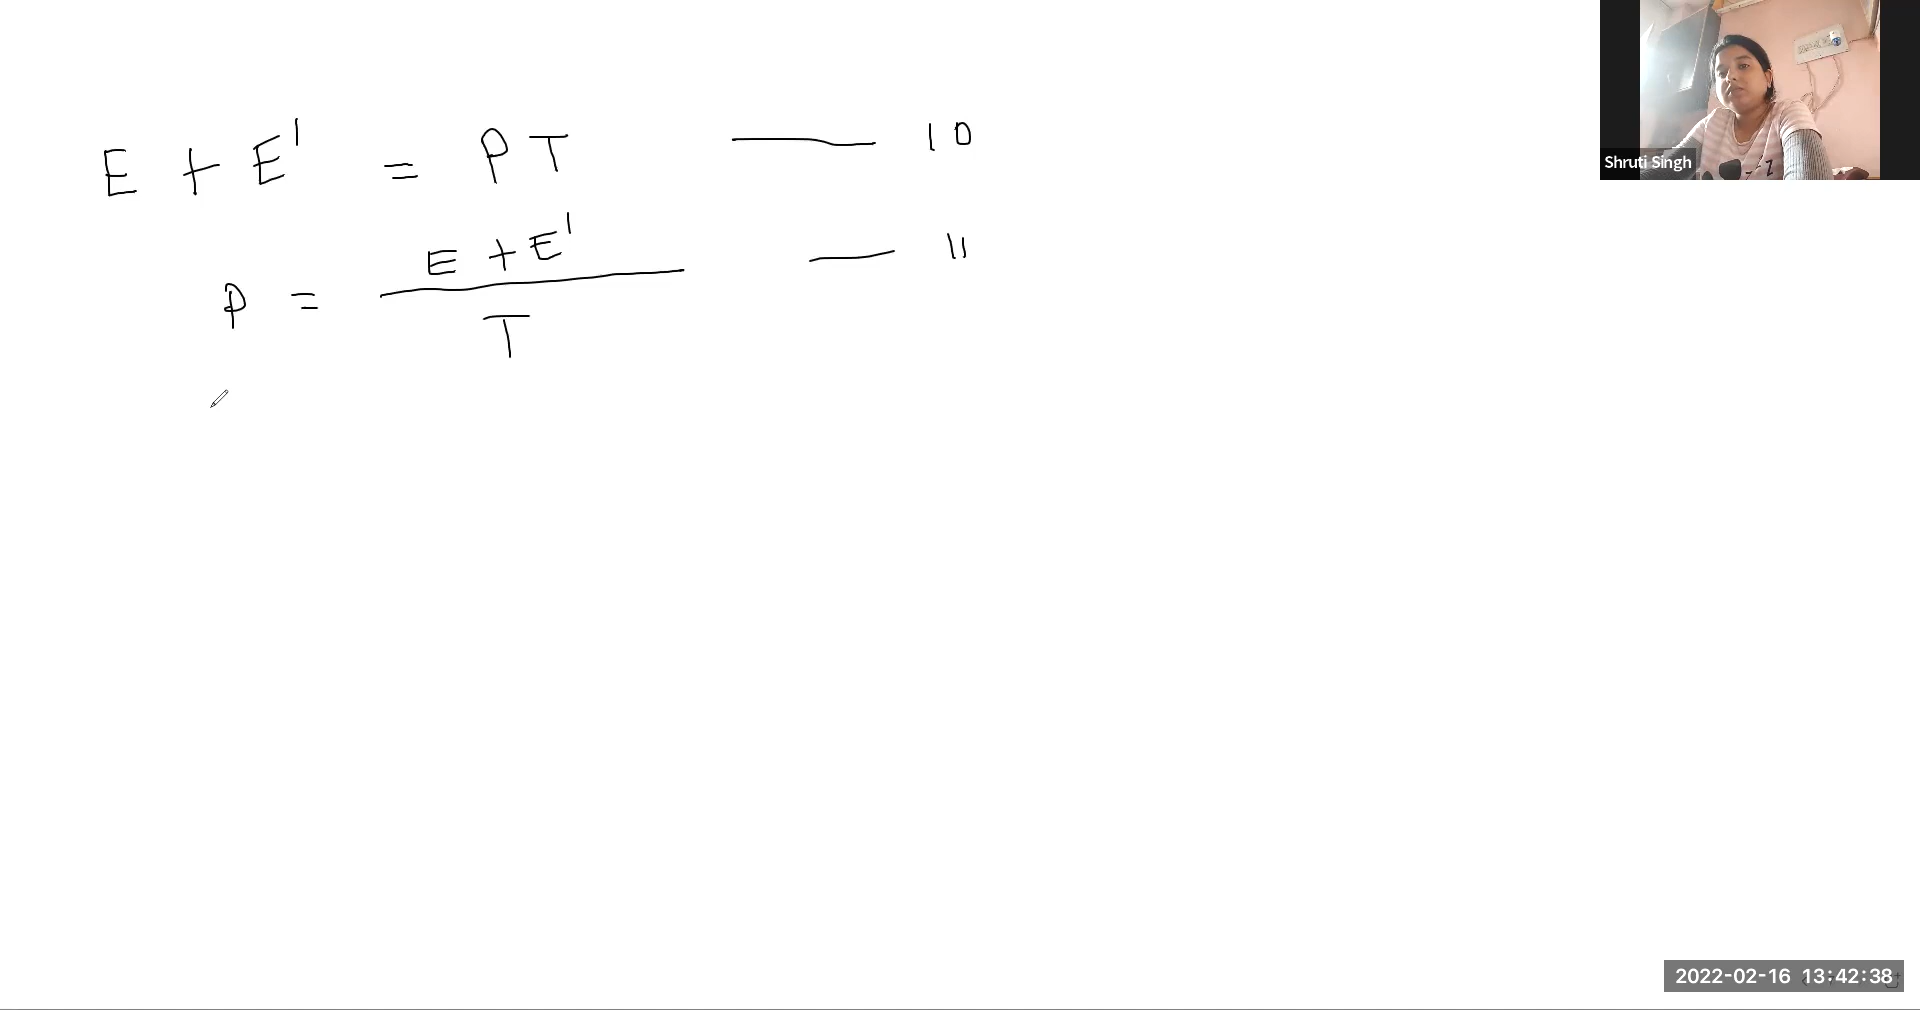 E + E' = PT —— 10
Shruti Singh
P = (E + E') / T —— 11
2022-02-16 13:42:38